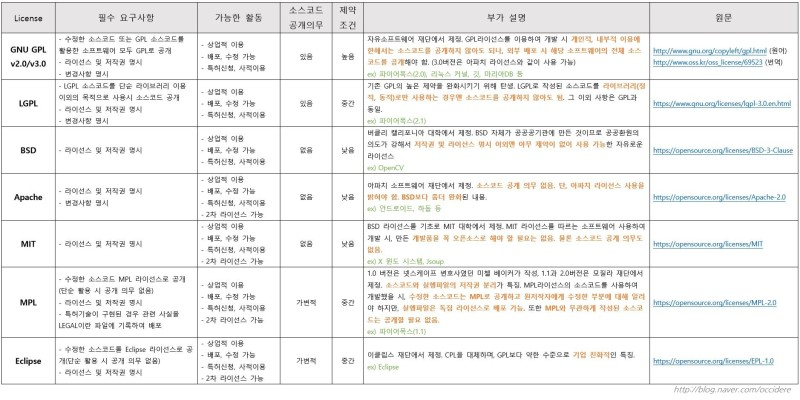 License
필수 요구사항
가능한 활동
소스코드
공개의무
제약
조건
부가 설명
원문
GNU GPL
v2.0/v3.0
- 수정한 소스코드 또는 GPL 소스코드를
활용한 소프트웨어 모두 GPL로 공개
- 라이선스 및 저작권 명시
- 변경사항 명시
- 상업적 이용
- 배포, 수정 가능
- 특허신청, 사적이용
있음
높음
자유소프트웨어 재단에서 제정. GPL라이선스를 이용하여 개발 시 개인적, 내부적 이용에
한해서는 소스코드를 공개하지 않아도 되나, 외부 배포 시 해당 소프트웨어의 전체 소스
코드를 공개해야 함. (3.0버전은 아파치 라이선스와 같이 사용 가능)
ex) 파이어폭스(2.0), 리눅스 커널, 깃, 마리아DB 등
http://www.gnu.org/copyleft/gpl.html (원어)
http://www.oss.kr/oss_license/69523 (번역)
LGPL
- LGPL 소스코드를 단순 라이브러리 이용
이외의 목적으로 사용시 소스코드 공개
- 라이선스 및 저작권 명시
- 변경사항 명시
- 상업적 이용
- 배포, 수정 가능
- 특허신청, 사적이용
있음
중간
기존 GPL의 높은 제약을 완화시키기 위해 탄생. LGPL로 작성된 소스코드를 라이브러리(정
적, 동적)로만 사용하는 경우엔 소스코드를 공개하지 않아도 됨. 그 이외 사항은 GPL과
동일.
ex) 파이어폭스(2.1)
https://www.gnu.org/licenses/lgpl-3.0.en.html
BSD
- 라이선스 및 저작권 명시
- 상업적 이용
- 배포, 수정 가능
- 특허신청, 사적이용
없음
낮음
버클리 캘리포니아 대학에서 제정. BSD 자체가 공공기관에 만든 것이므로 공공환원의
의도가 강해서 저작권 및 라이선스 명시 이외엔 아무 제약이 없이 사용 가능한 자유로운
라이선스
ex) OpenCV
https://opensource.org/licenses/BSD-3-Clause
Apache
- 라이선스 및 저작권 명시
- 변경사항 명시
- 상업적 이용
- 배포, 수정 가능
- 특허신청, 사적이용
- 2차 라이선스 가능
없음
낮음
아파치 소프트웨어 재단에서 제정. 소스코드 공개 의무 없음. 단, 아파치 라이선스 사용을
밝혀야 함. BSD보다 좀더 완화된 내용.
ex) 안드로이드, 하둡 등
https://opensource.org/licenses/Apache-2.0
MIT
- 라이선스 및 저작권 명시
- 상업적 이용
- 배포, 수정 가능
- 특허신청, 사적이용
- 2차 라이선스 가능
없음
낮음
BSD 라이선스를 기초로 MIT 대학에서 제정. MIT 라이선스를 따르는 소프트웨어 사용하여
개발 시, 만든 개발품을 꼭 오픈소스로 해야 할 필요는 없음. 물론 소스코드 공개 의무도
없음.
ex) X 윈도 시스템, Jsoup
https://opensource.org/licenses/MIT
MPL
- 수정한 소스코드 MPL 라이선스로 공개
(단순 활용 시 공개 의무 없음)
- 라이선스 및 저작권 명시
- 특허기술이 구현된 경우 관련 사실을
LEGAL이란 파일에 기록하여 배포
- 상업적 이용
- 배포, 수정 가능
- 특허신청, 사적이용
- 2차 라이선스 가능
가변적
중간
1.0 버전은 넷스케이프 변호사였던 미첼 베이커가 작성, 1.1과 2.0버전은 모질라 재단에서
제정. 소스코드와 실행파일의 저작권 분리가 특징. MPL라이선스의 소스코드를 사용하여
개발했을 시, 수정한 소스코드는 MPL로 공개하고 원저작자에게 수정한 부분에 대해 알려
야 하지만, 실행파일은 독점 라이선스로 배포 가능. 또한 MPL와 무관하게 작성된 소스코
드는 공개할 필요 없음.
ex) 파이어폭스(1.1)
https://opensource.org/licenses/MPL-2.0
Eclipse
- 수정한 소스코드를 Eclipse 라이선스로 공
개(단순 활용 시 공개 의무 없음)
- 라이선스 및 저작권 명시
- 상업적 이용
- 배포, 수정 가능
- 특허신청, 사적이용
- 2차 라이선스 가능
가변적
중간
이클립스 재단에서 제정. CPL을 대체하며, GPL보다 약한 수준으로 기업 친화적인 특징.
ex) Eclipse
https://opensource.org/licenses/EPL-1.0
http://blog.naver.com/occidere